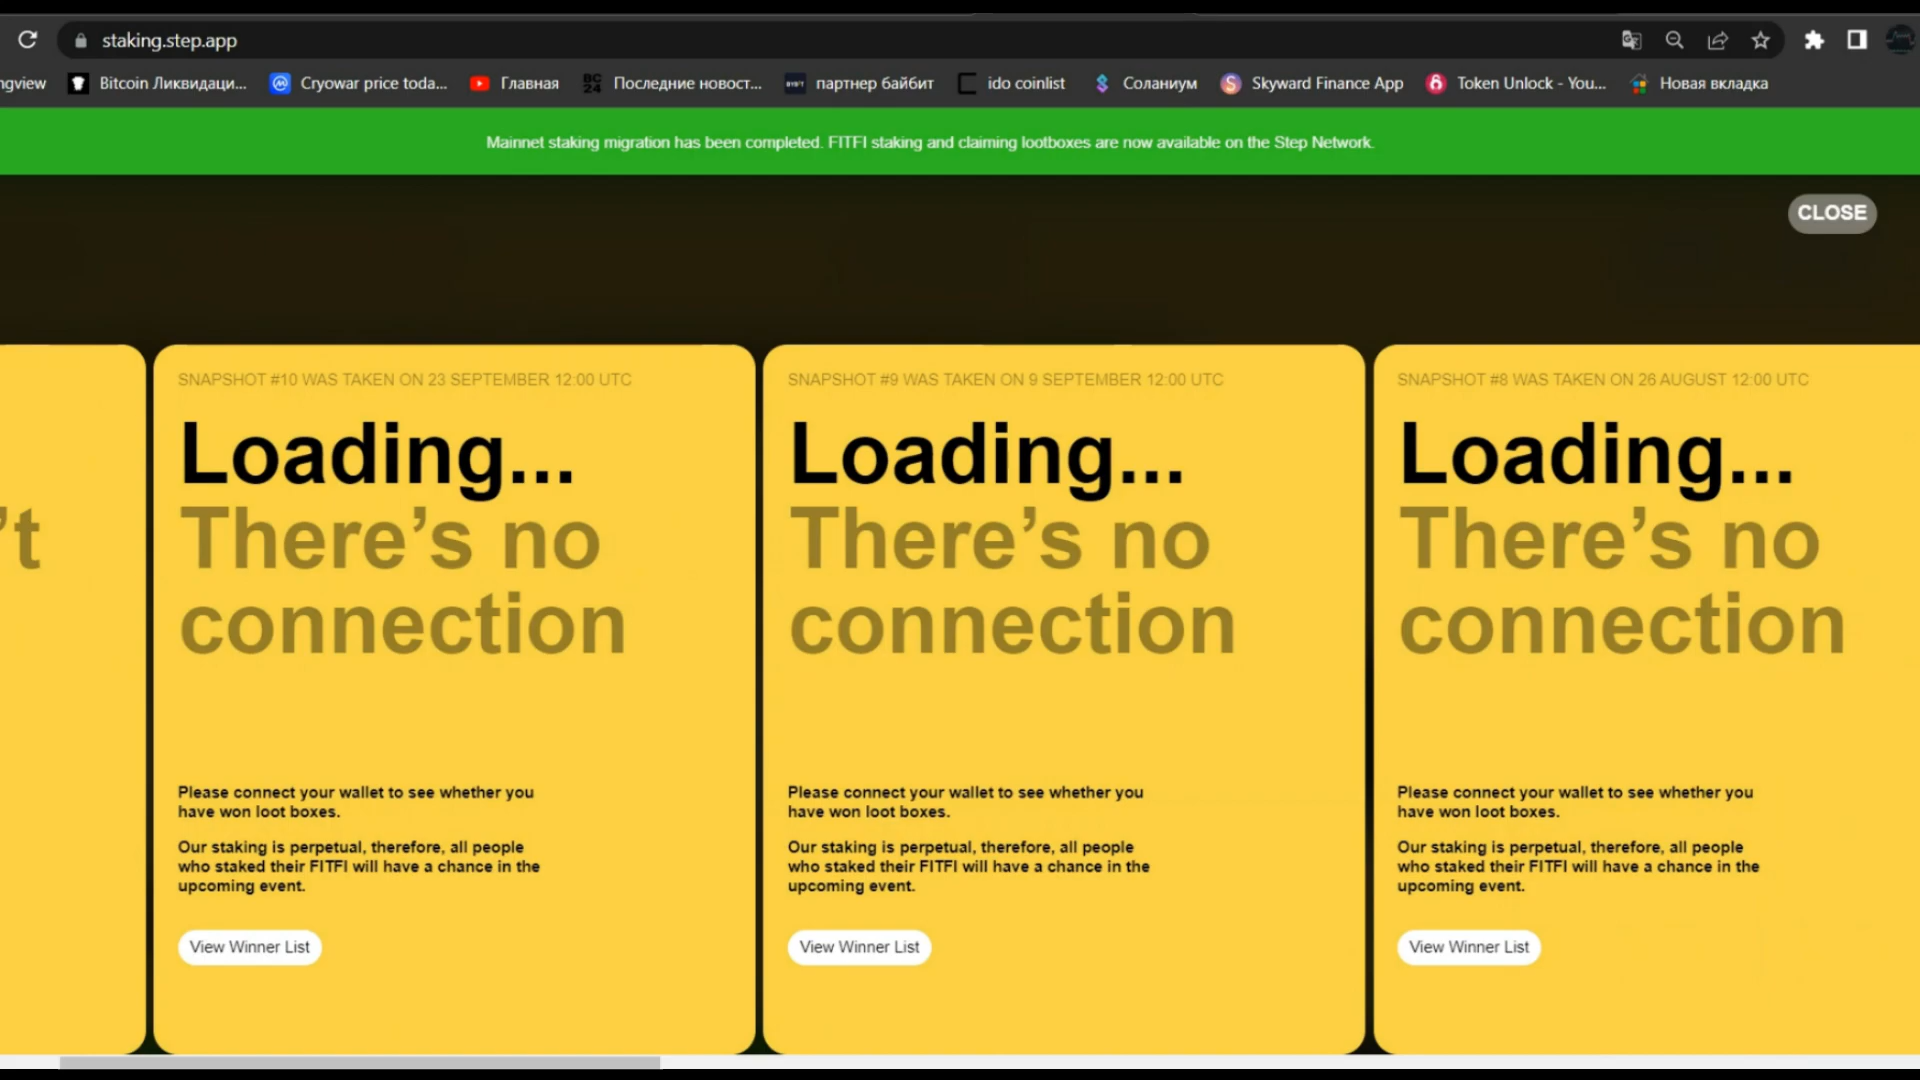 staking.step.app
ngview
Bitcoin Ликвидаци...
Cryowar price toda...
Главная
BC
24
Последние новост...
партнер байбит
ido coinlist
Соланиум
Skyward Finance App
Token Unlock - You...
Новая вкладка
Mainnet staking migration has been completed. FITFI staking and claiming lootboxes are now available on the Step Network.
CLOSE
't
SNAPSHOT #10 WAS TAKEN ON 23 SEPTEMBER 12:00 UTC
Loading...
There’s no
connection
Please connect your wallet to see whether you
have won loot boxes.
Our staking is perpetual, therefore, all people
who staked their FITFI will have a chance in the
upcoming event.
View Winner List
SNAPSHOT #9 WAS TAKEN ON 9 SEPTEMBER 12:00 UTC
Loading...
There’s no
connection
Please connect your wallet to see whether you
have won loot boxes.
Our staking is perpetual, therefore, all people
who staked their FITFI will have a chance in the
upcoming event.
View Winner List
SNAPSHOT #8 WAS TAKEN ON 26 AUGUST 12:00 UTC
Loading...
There’s no
connection
Please connect your wallet to see whether you
have won loot boxes.
Our staking is perpetual, therefore, all people
who staked their FITFI will have a chance in the
upcoming event.
View Winner List